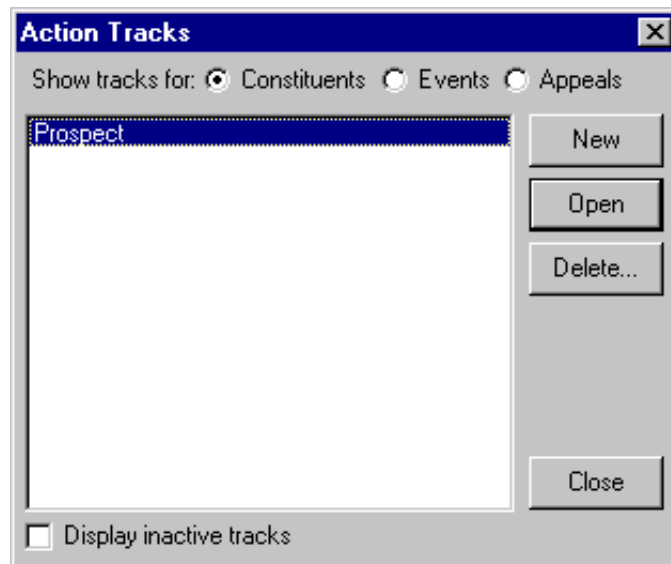 Action Tracks
Show tracks for: Constituents Events Appeals
Prospect
New
Open
Delete...
Close
Display inactive tracks